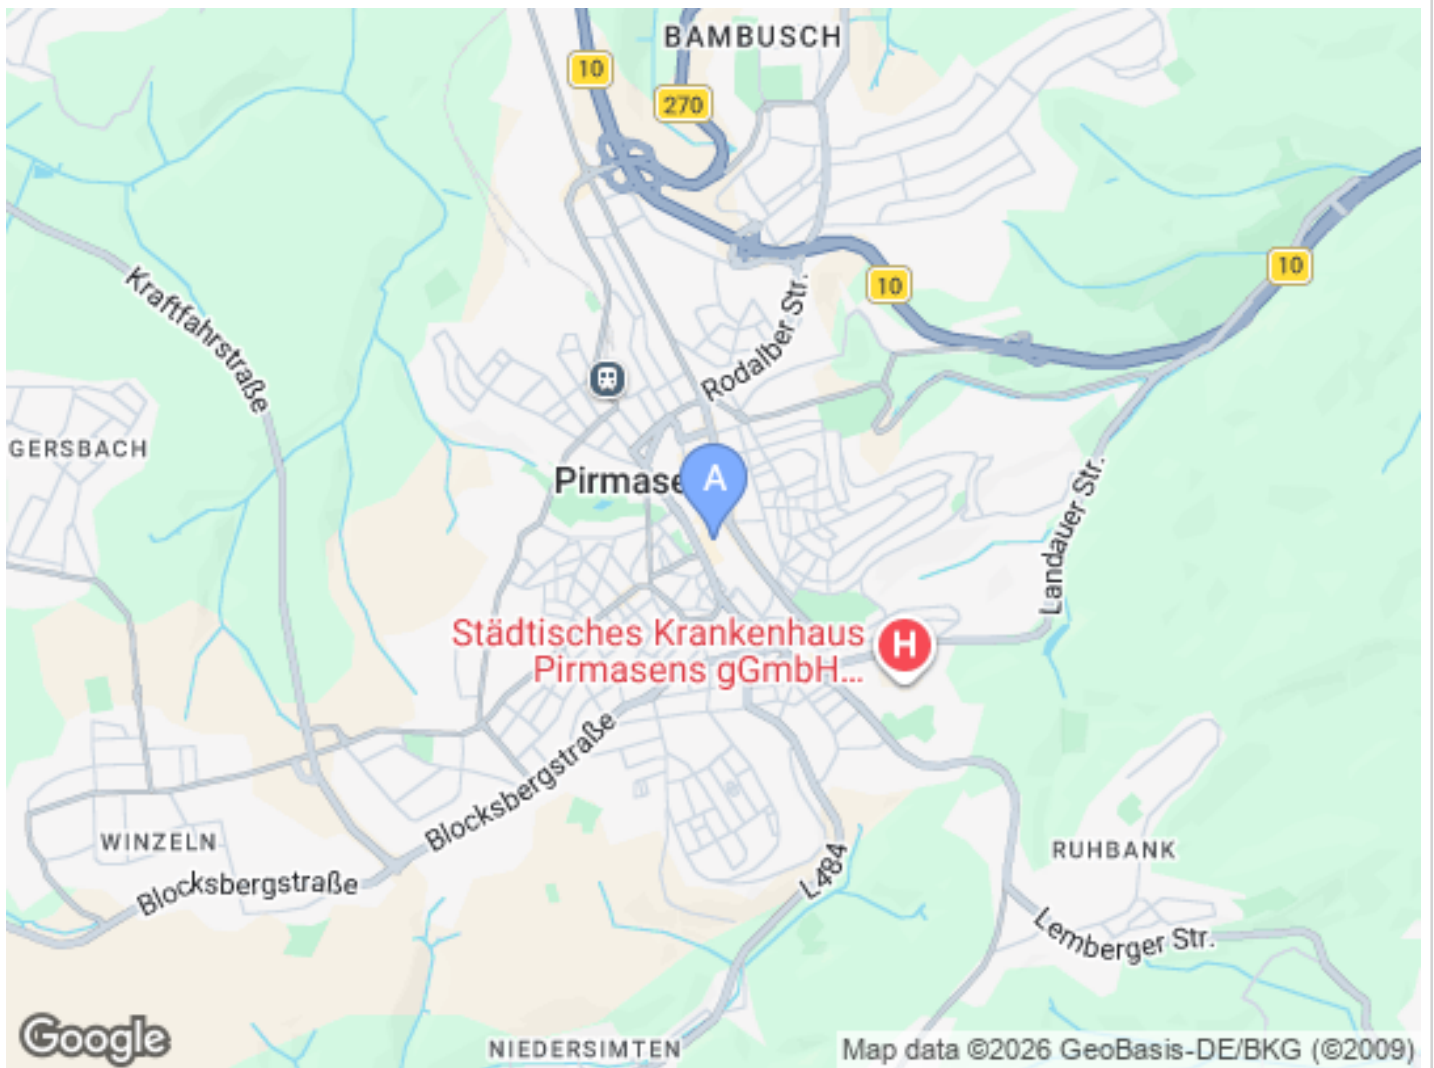 BAMBUSCH
10
270
10
10
Kraftfahrstraße
Rodalber Str.
GERSBACH
Pirmase
A
Landauer Str.
Städtisches Krankenhaus
Pirmasens gGmbH...
H
Blocksbergstraße
WINZELN
Blocksbergstraße
L484
RUHBANK
Lemberger Str.
NIEDERSIMTEN
Google
Map data ©2026 GeoBasis-DE/BKG (©2009)